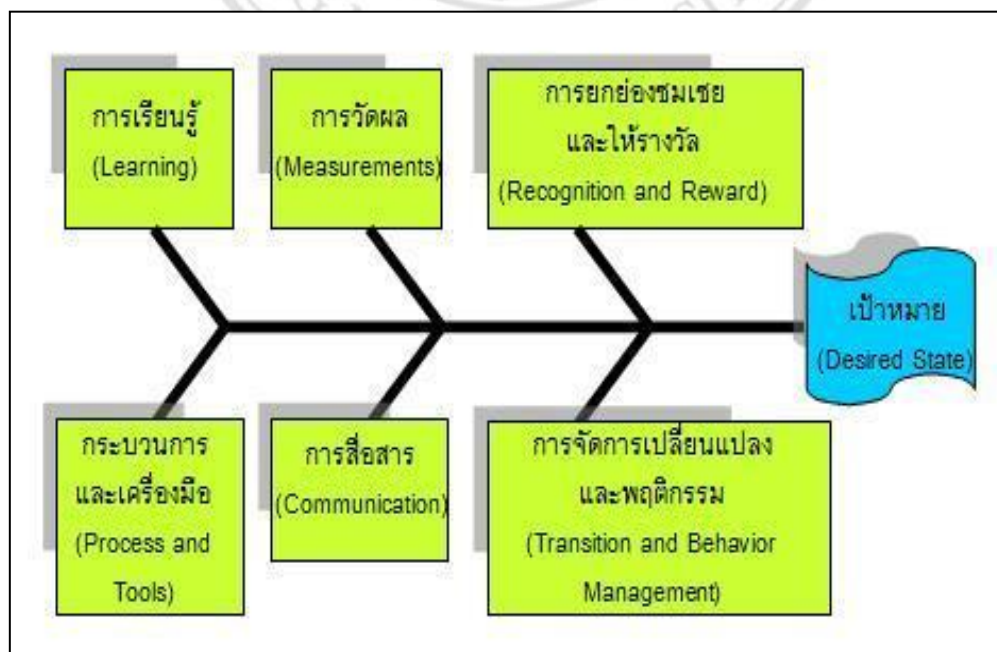 การเรียนรู้
(Learning)
การวัดผล
(Measurements)
การยกย่องชมเชย
และให้รางวัล
(Recognition and Reward)
เป้าหมาย
(Desired State)
กระบวนการ
และเครื่องมือ
(Process and
Tools)
การสื่อสาร
(Communication)
การจัดการเปลี่ยนแปลง
และพฤติกรรม
(Transition and Behavior
Management)